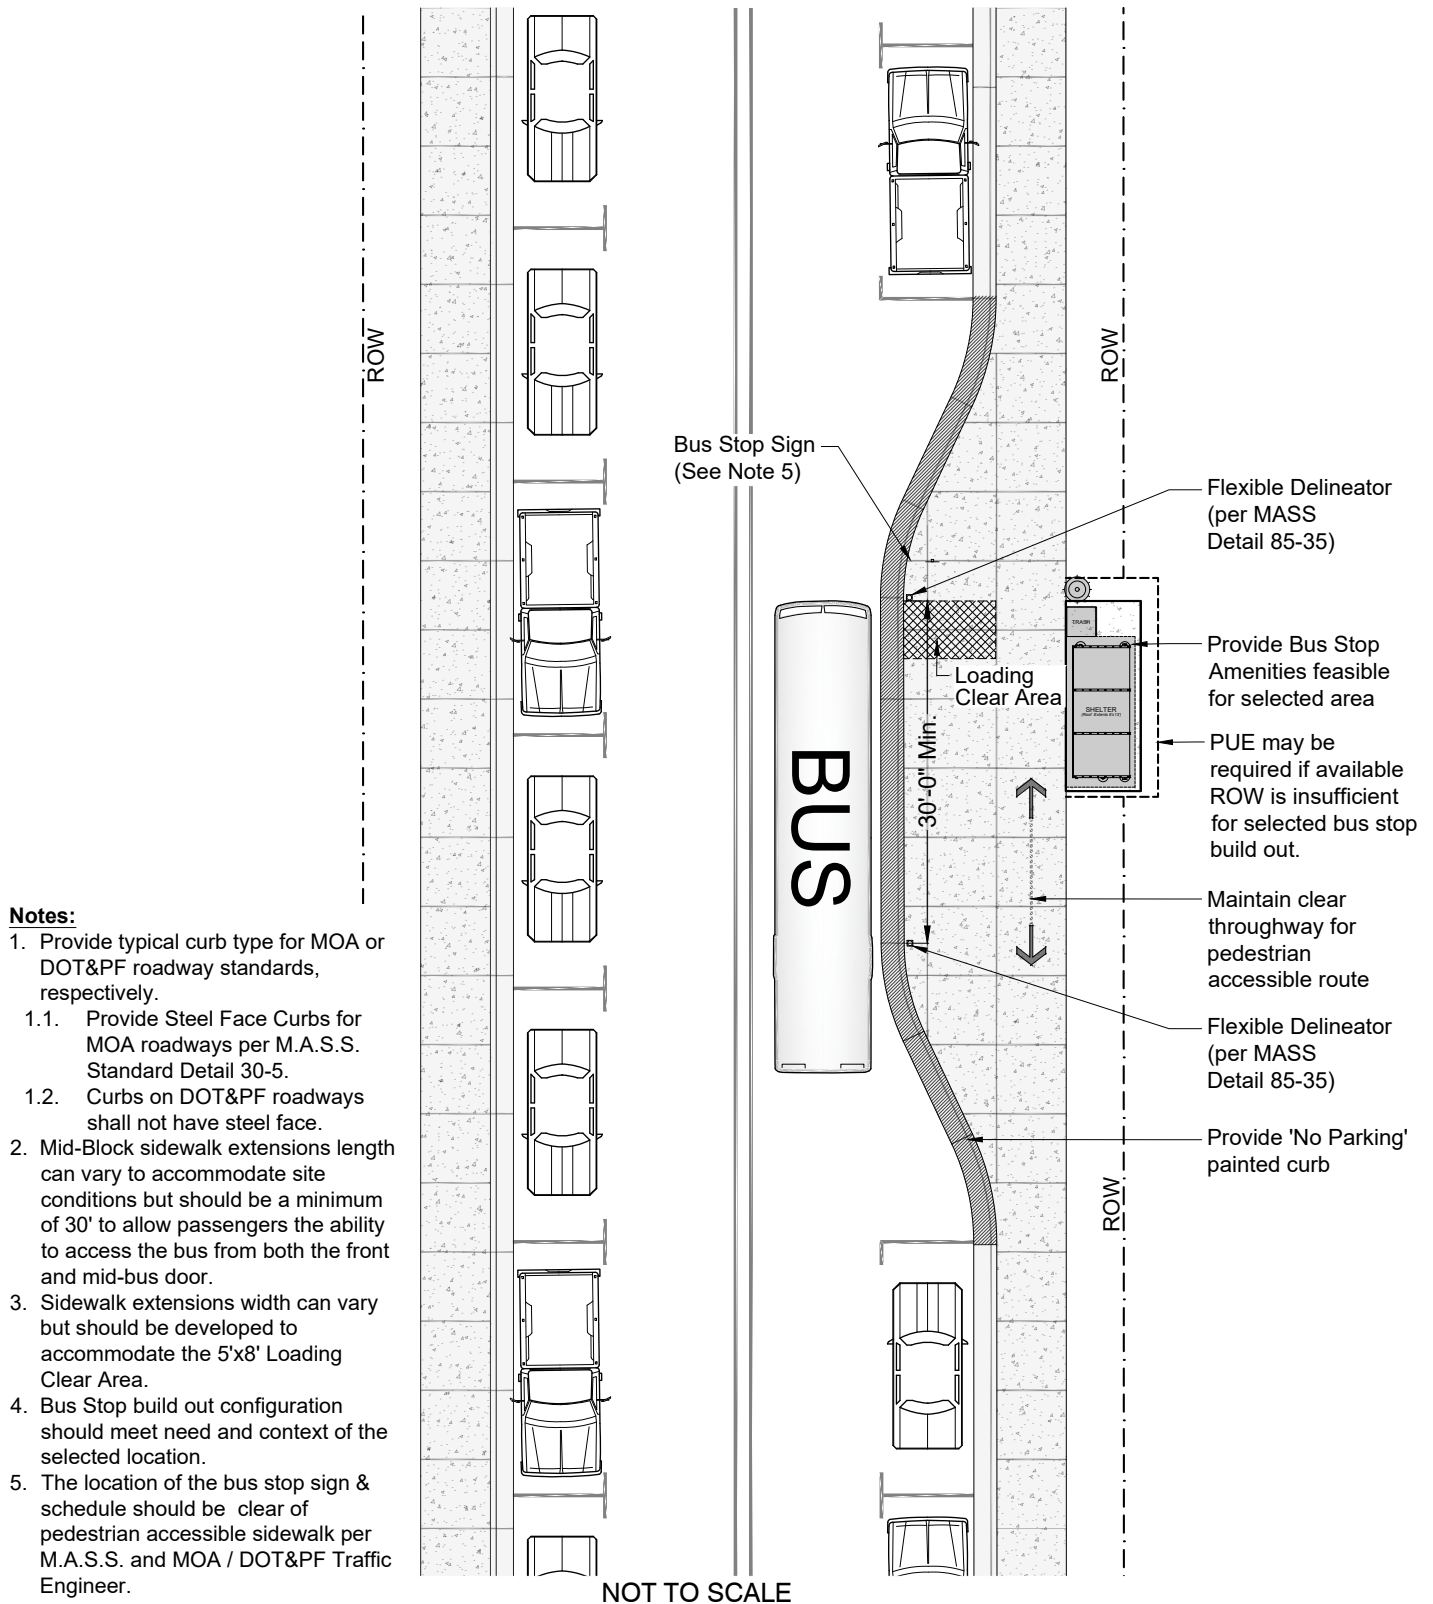 ROW
ROW
Bus Stop Sign
(See Note 5)
Flexible Delineator
(per MASS
Detail 85-35)
TRASH
Provide Bus Stop
Amenities feasible
for selected area
Loading
Clear Area
SHELTER
30'-0" Min.
BUS
PUE may be
required if available
ROW is insufficient
for selected bus stop
build out.
Maintain clear
throughway for
pedestrian
accessible route
Flexible Delineator
(per MASS
Detail 85-35)
Provide 'No Parking'
painted curb
ROW
Notes:
1. Provide typical curb type for MOA or
DOT&PF roadway standards,
respectively.
1.1. Provide Steel Face Curbs for
MOA roadways per M.A.S.S.
Standard Detail 30-5.
1.2. Curbs on DOT&PF roadways
shall not have steel face.
2. Mid-Block sidewalk extensions length
can vary to accommodate site
conditions but should be a minimum
of 30' to allow passengers the ability
to access the bus from both the front
and mid-bus door.
3. Sidewalk extensions width can vary
but should be developed to
accommodate the 5'x8' Loading
Clear Area.
4. Bus Stop build out configuration
should meet need and context of the
selected location.
5. The location of the bus stop sign &
schedule should be clear of
pedestrian accessible sidewalk per
M.A.S.S. and MOA / DOT&PF Traffic
Engineer.
NOT TO SCALE